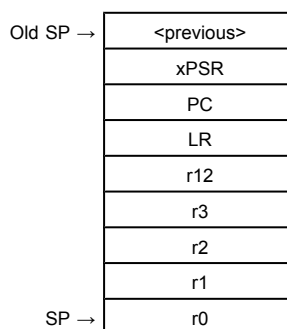 Old SP → <previous>
xPSR
PC
LR
r12
r3
r2
r1
SP → r0